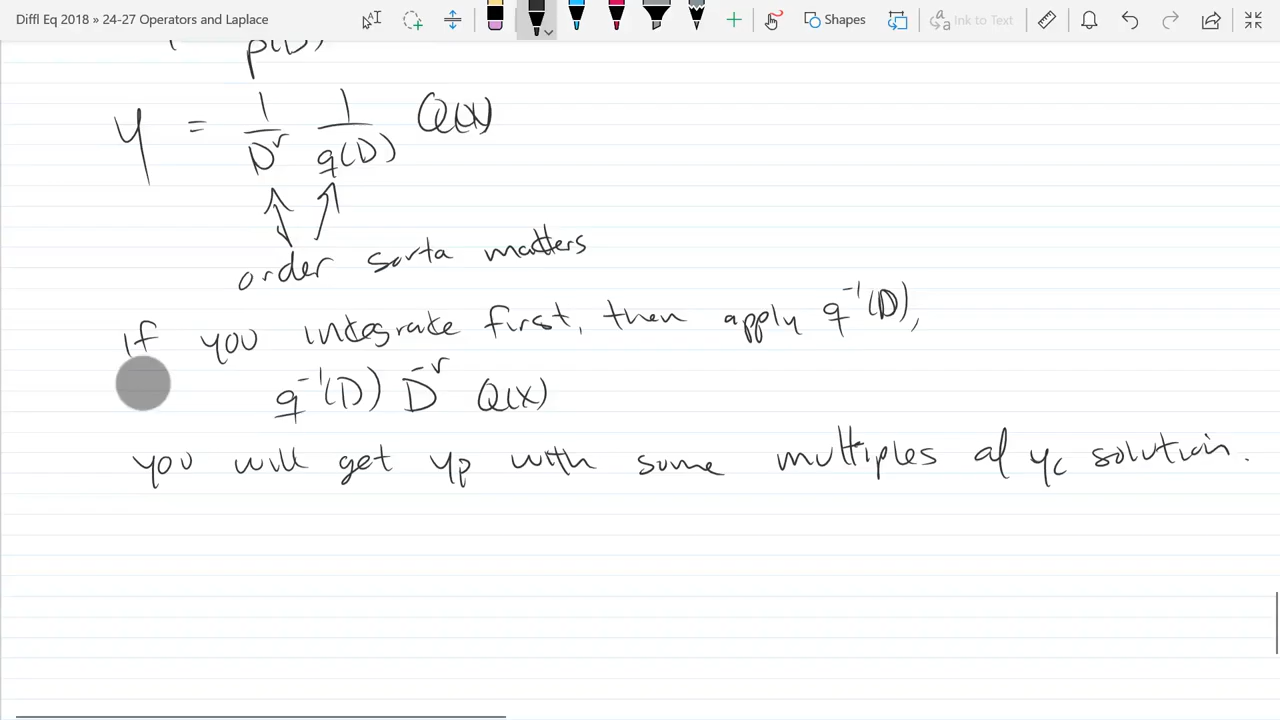 Diffl Eq 2018 » 24-27 Operators and Laplace
Shapes
Ink to Text
p(D)
y = 1/D^r 1/q(D) Q(x)
order sorta matters
If you integrate first, then apply q^-1(D),
q^-1(D) D^-r Q(x)
you will get yp with some multiples of yc solution.